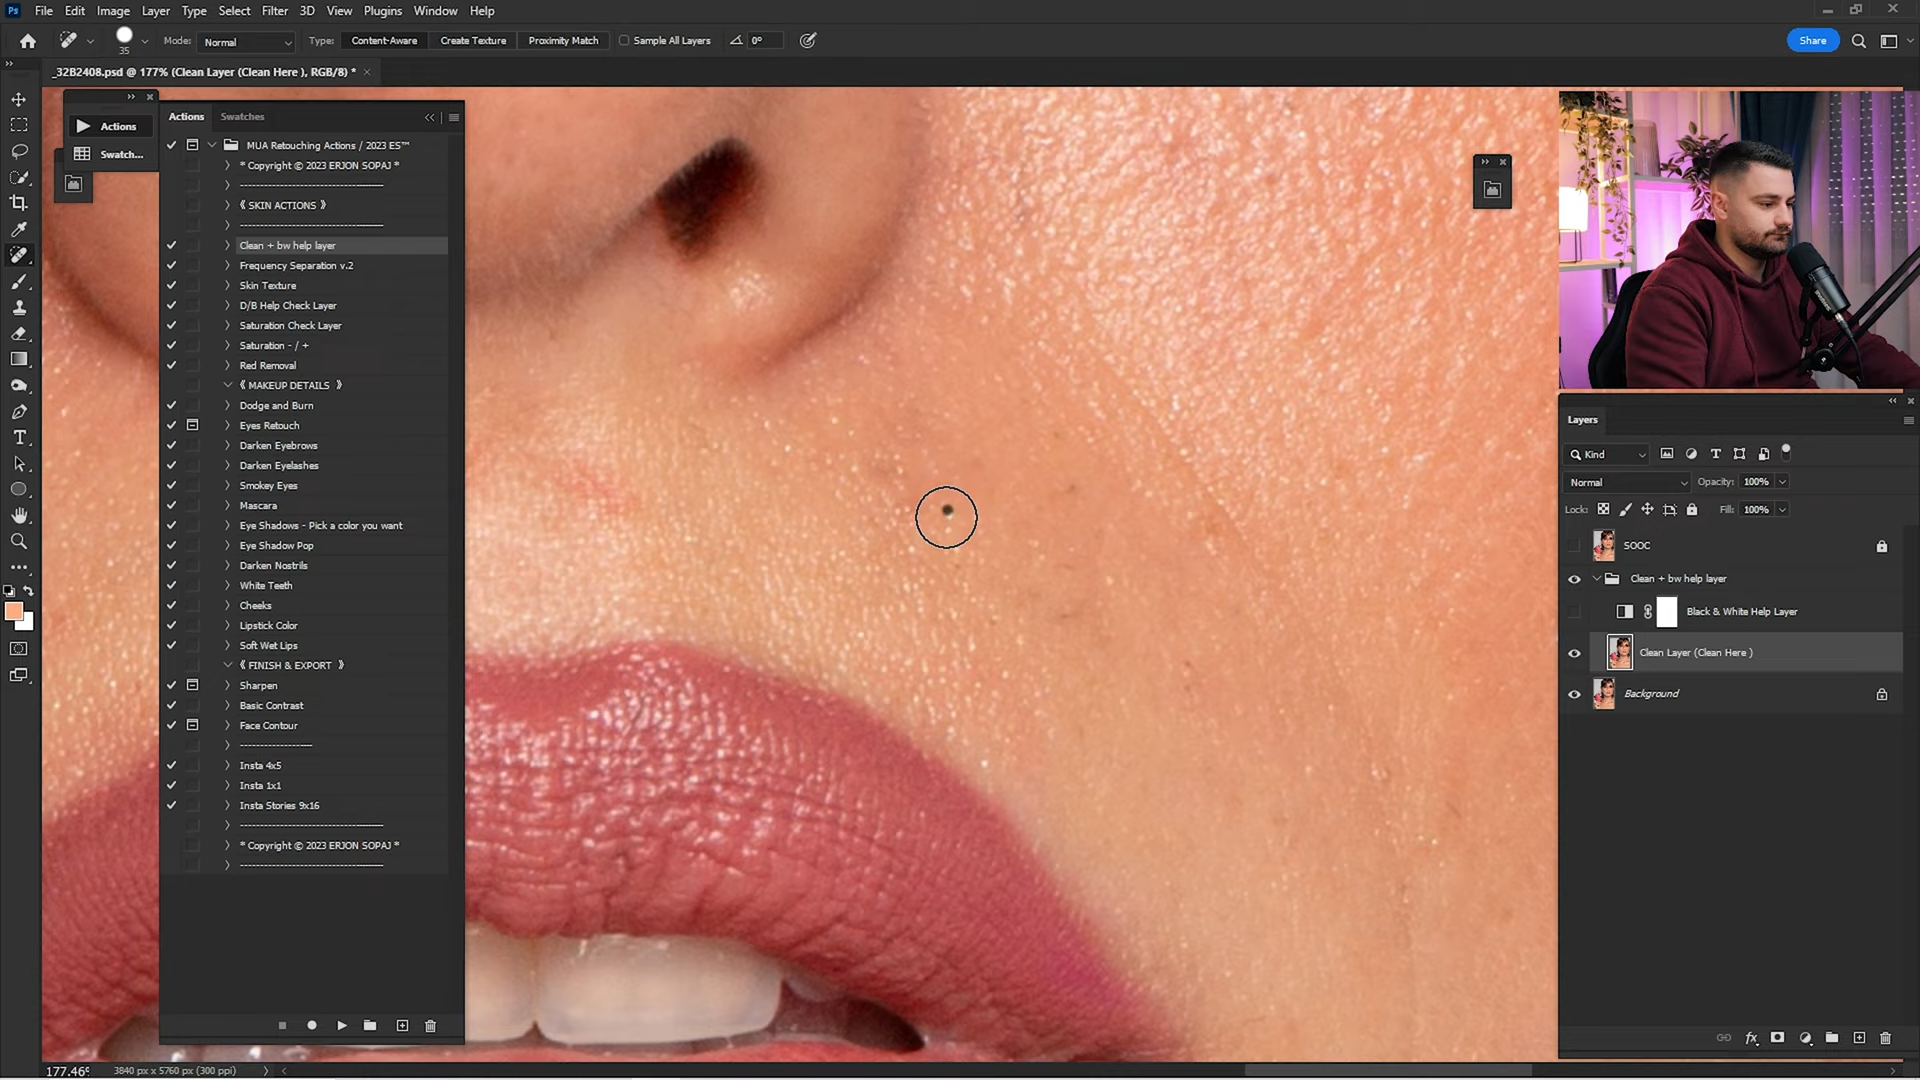 Ps File Edit Image Layer Type Select Filter 3D View Plugins Window Help
35 Mode: Normal Type: Content-Aware Create Texture Proximity Match Sample All Layers 0° Share
_32B2408.psd @ 177% (Clean Layer (Clean Here ), RGB/8) *
Actions
Swatch...
Actions Swatches
MUA Retouching Actions / 2023 ES™
* Copyright © 2023 ERJON SOPAJ *
--------------------------------------
《 SKIN ACTIONS 》
--------------------------------------
Clean + bw help layer
Frequency Separation v.2
Skin Texture
D/B Help Check Layer
Saturation Check Layer
Saturation - / +
Red Removal
《 MAKEUP DETAILS 》
Dodge and Burn
Eyes Retouch
Darken Eyebrows
Darken Eyelashes
Smokey Eyes
Mascara
Eye Shadows - Pick a color you want
Eye Shadow Pop
Darken Nostrils
White Teeth
Cheeks
Lipstick Color
Soft Wet Lips
《 FINISH & EXPORT 》
Sharpen
Basic Contrast
Face Contour
-------------------
Insta 4x5
Insta 1x1
Insta Stories 9x16
--------------------------------------
* Copyright © 2023 ERJON SOPAJ *
--------------------------------------
Layers
Kind
Normal Opacity: 100%
Lock: Fill: 100%
SOOC
Clean + bw help layer
Black & White Help Layer
Clean Layer (Clean Here )
Background
fx
177.46% 3840 px x 5760 px (300 ppi)